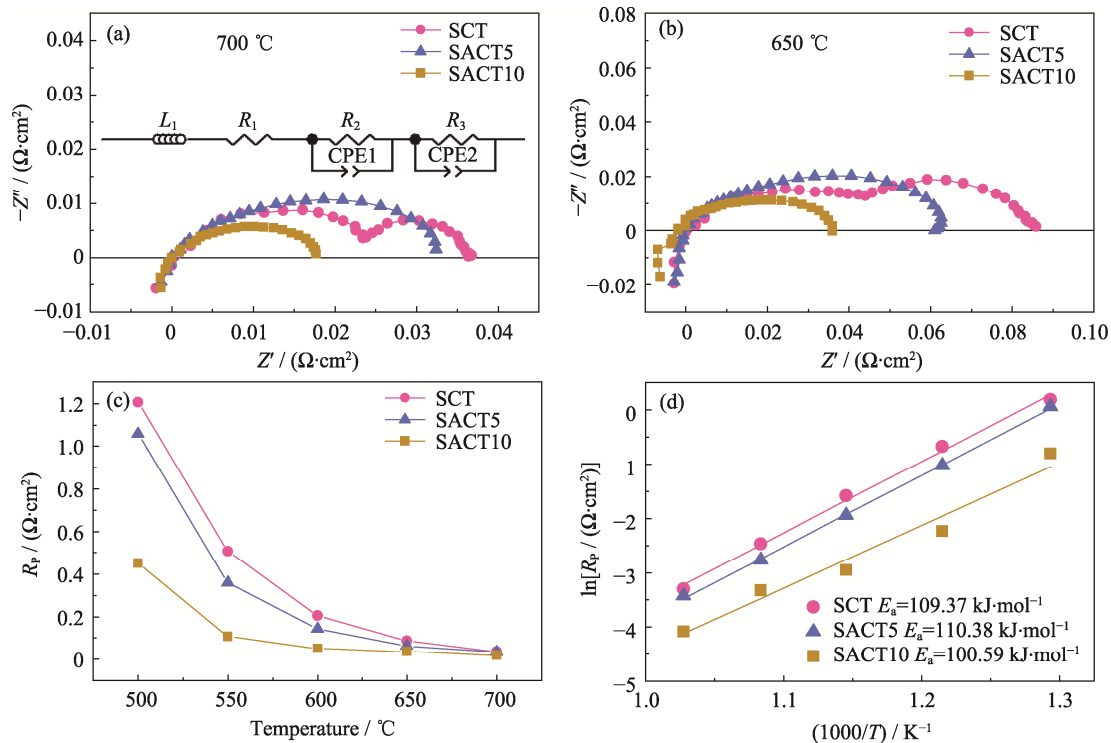 (a)
700 ℃
SCT
SACT5
SACT10
L₁
R₁
R₂
R₃
CPE1
CPE2
0.04
0.03
0.02
0.01
0
−0.01
−Z″ / (Ω·cm²)
−0.01
0
0.01
0.02
0.03
0.04
Z′ / (Ω·cm²)
(b)
650 ℃
SCT
SACT5
SACT10
0.08
0.06
0.04
0.02
0
−0.02
−Z″ / (Ω·cm²)
0
0.02
0.04
0.06
0.08
0.10
Z′ / (Ω·cm²)
(c)
SCT
SACT5
SACT10
1.2
1.0
0.8
0.6
0.4
0.2
0
R_P / (Ω·cm²)
500
550
600
650
700
Temperature / ℃
(d)
0
1
−2
−3
−4
−5
ln[R_P / (Ω·cm²)]
SCT Eₐ=109.37 kJ·mol⁻¹
SACT5 Eₐ=110.38 kJ·mol⁻¹
SACT10 Eₐ=100.59 kJ·mol⁻¹
1.0
1.1
1.2
1.3
(1000/T) / K⁻¹